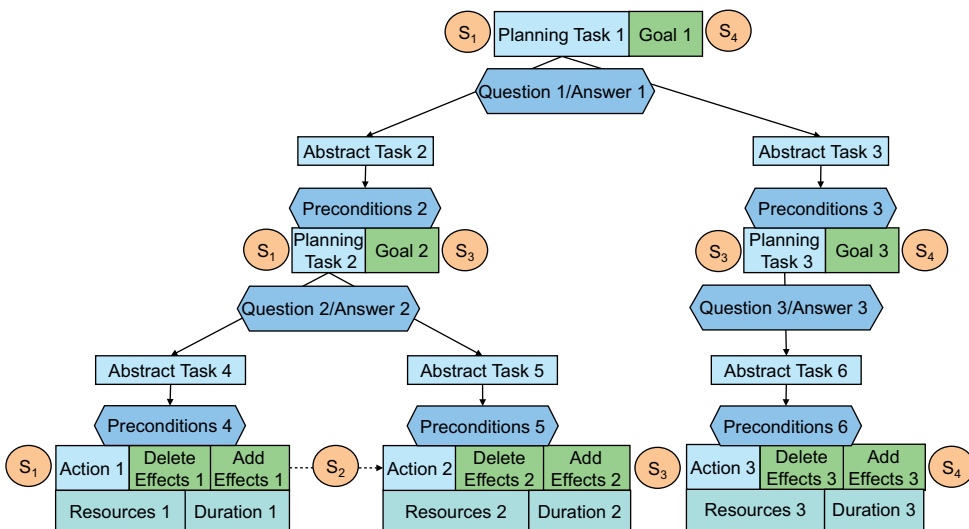 S1 Planning Task 1 Goal 1 S4
Question 1/Answer 1
Abstract Task 2 Abstract Task 3
Preconditions 2 Preconditions 3
S1 Planning Task 2 Goal 2 S3 S3 Planning Task 3 Goal 3 S4
Question 2/Answer 2 Question 3/Answer 3
Abstract Task 4 Abstract Task 5 Abstract Task 6
Preconditions 4 Preconditions 5 Preconditions 6
S1 Action 1 Delete Effects 1 Add Effects 1 S2 Action 2 Delete Effects 2 Add Effects 2 S3 Action 3 Delete Effects 3 Add Effects 3 S4
Resources 1 Duration 1 Resources 2 Duration 2 Resources 3 Duration 3